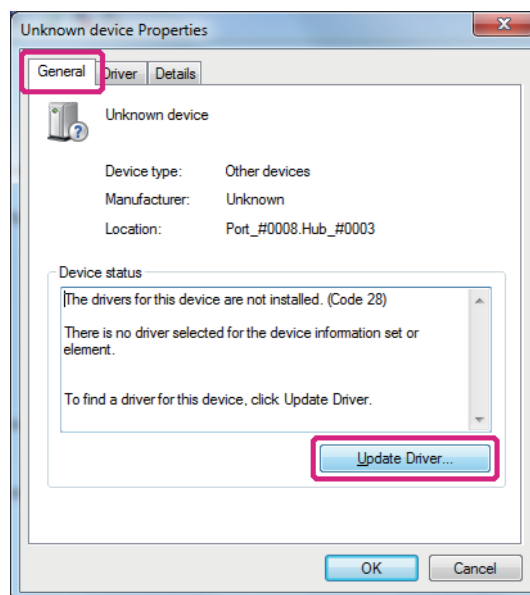 Unknown device Properties
General Driver Details
Unknown device
Device type: Other devices
Manufacturer: Unknown
Location: Port_#0008.Hub_#0003
Device status
The drivers for this device are not installed. (Code 28)
There is no driver selected for the device information set or
element.
To find a driver for this device, click Update Driver.
Update Driver...
OK Cancel